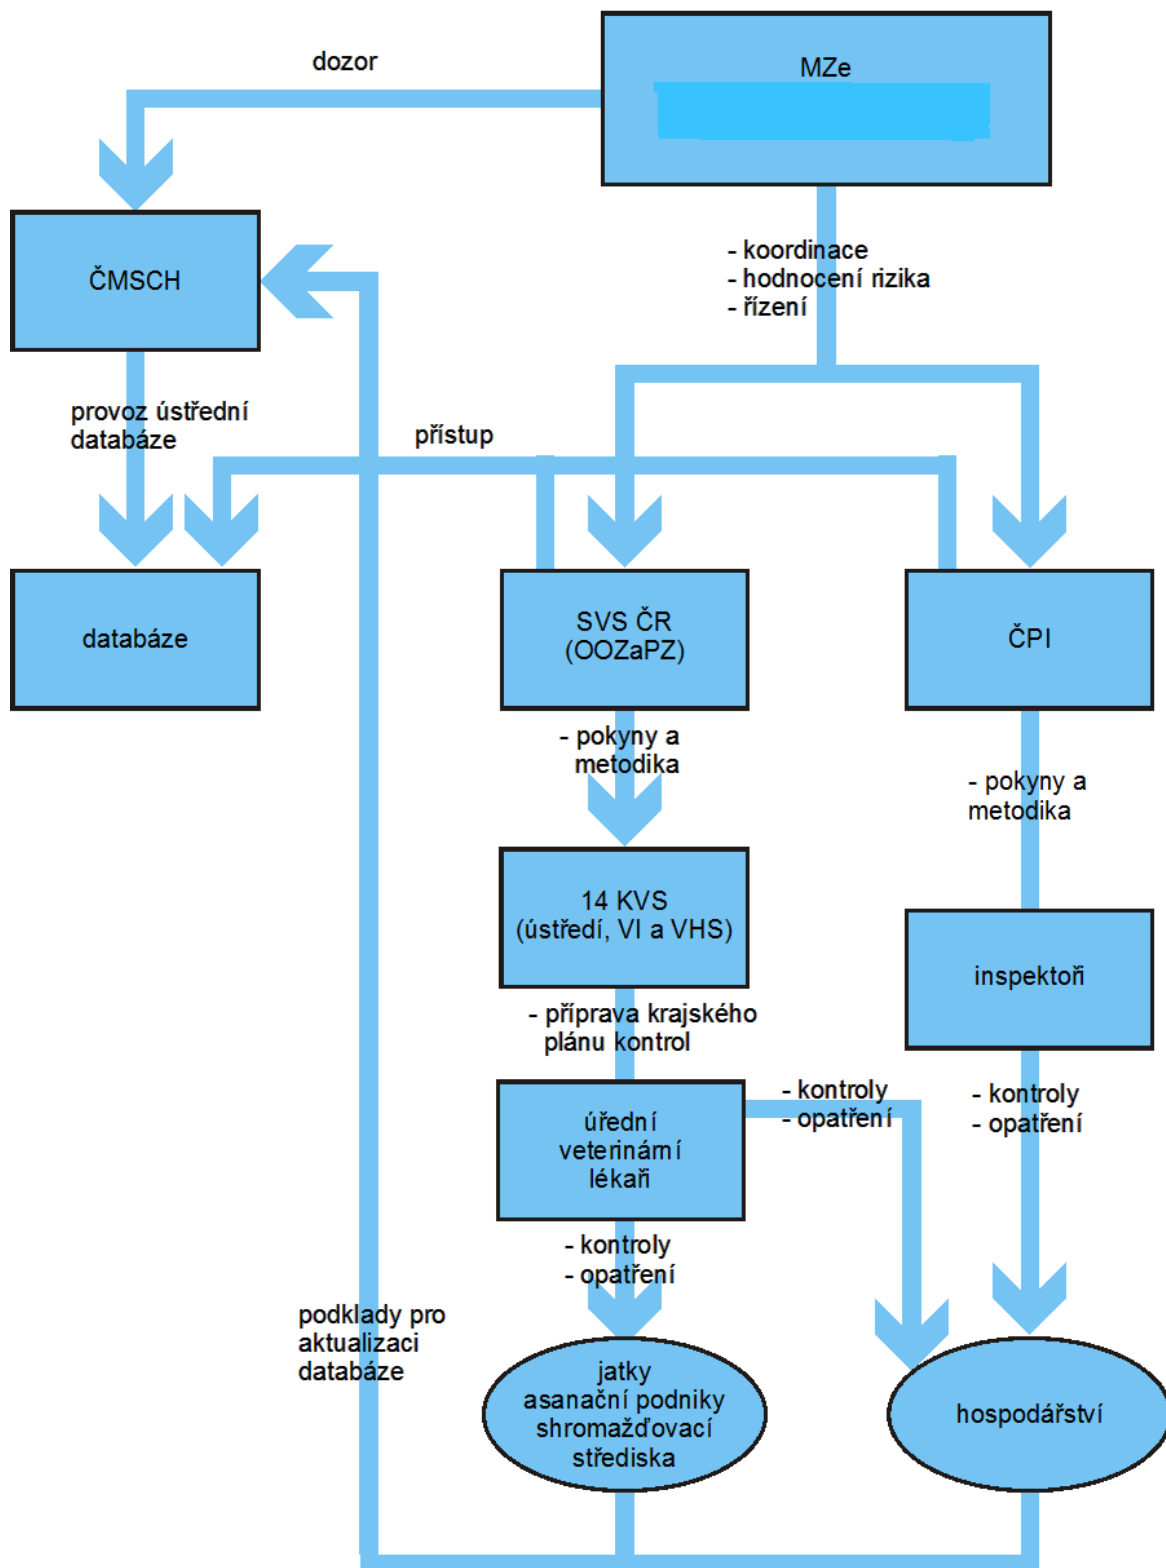 dozor
MZe
ČMSCH
- koordinace
- hodnocení rizika
- řízení
provoz ústřední
databáze
přístup
databáze
SVS ČR
(OOZaPZ)
ČPI
- pokyny a
metodika
- pokyny a
metodika
14 KVS
(ústředí, VI a VHS)
inspektoři
- příprava krajského
plánu kontrol
úřední
veterinární
lékaři
- kontroly
- opatření
- kontroly
- opatření
- kontroly
- opatření
podklady pro
aktualizaci
databáze
jatky
asanační podniky
shromažďovací
střediska
hospodářství